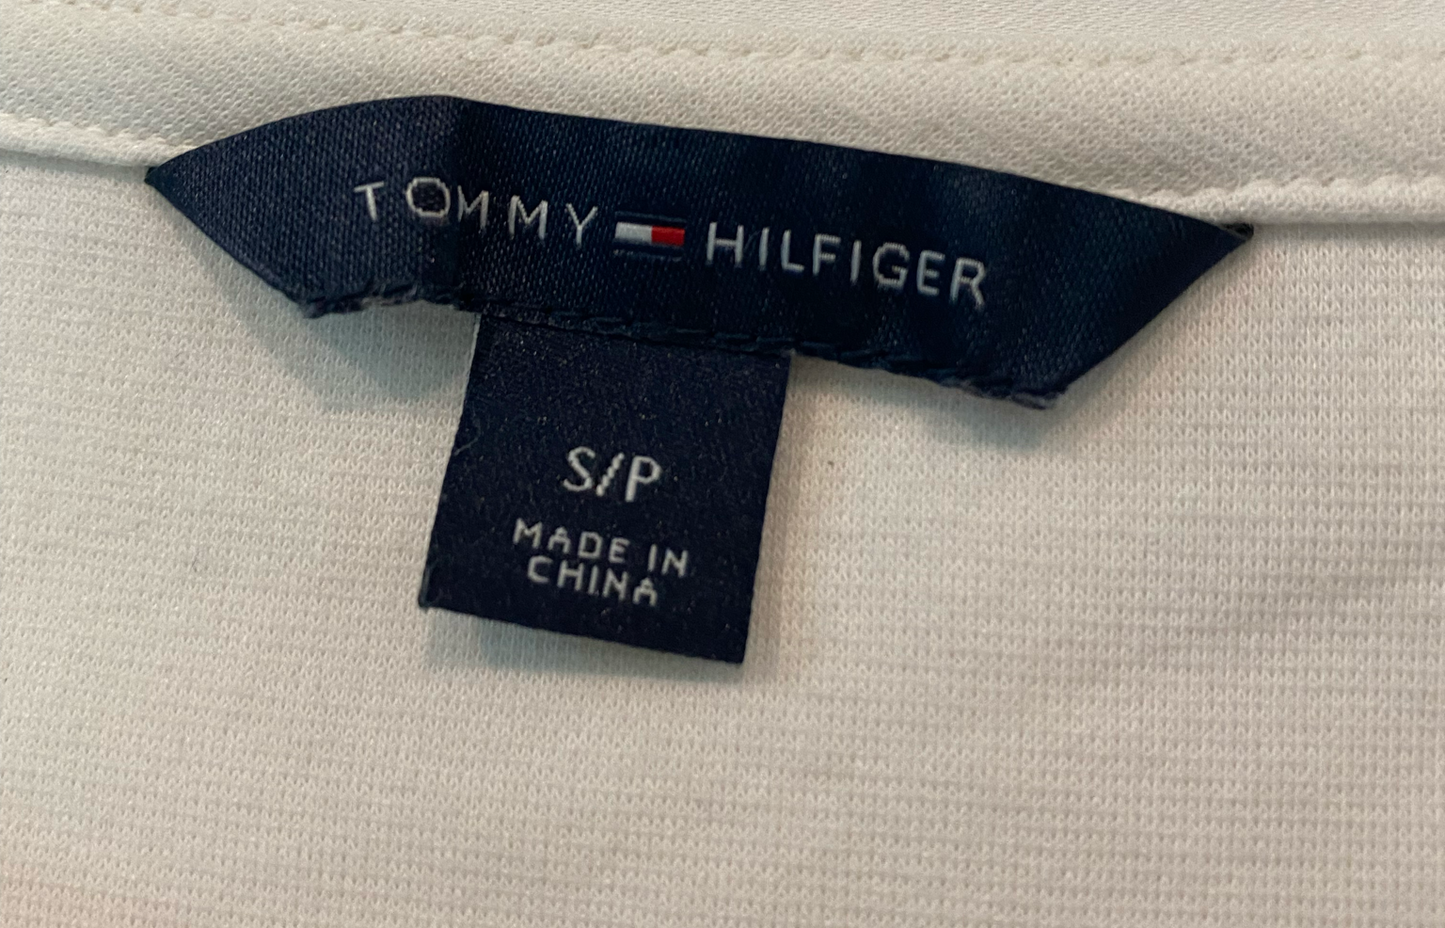 TOMMY HILFIGER
S/P
MADE IN
CHINA